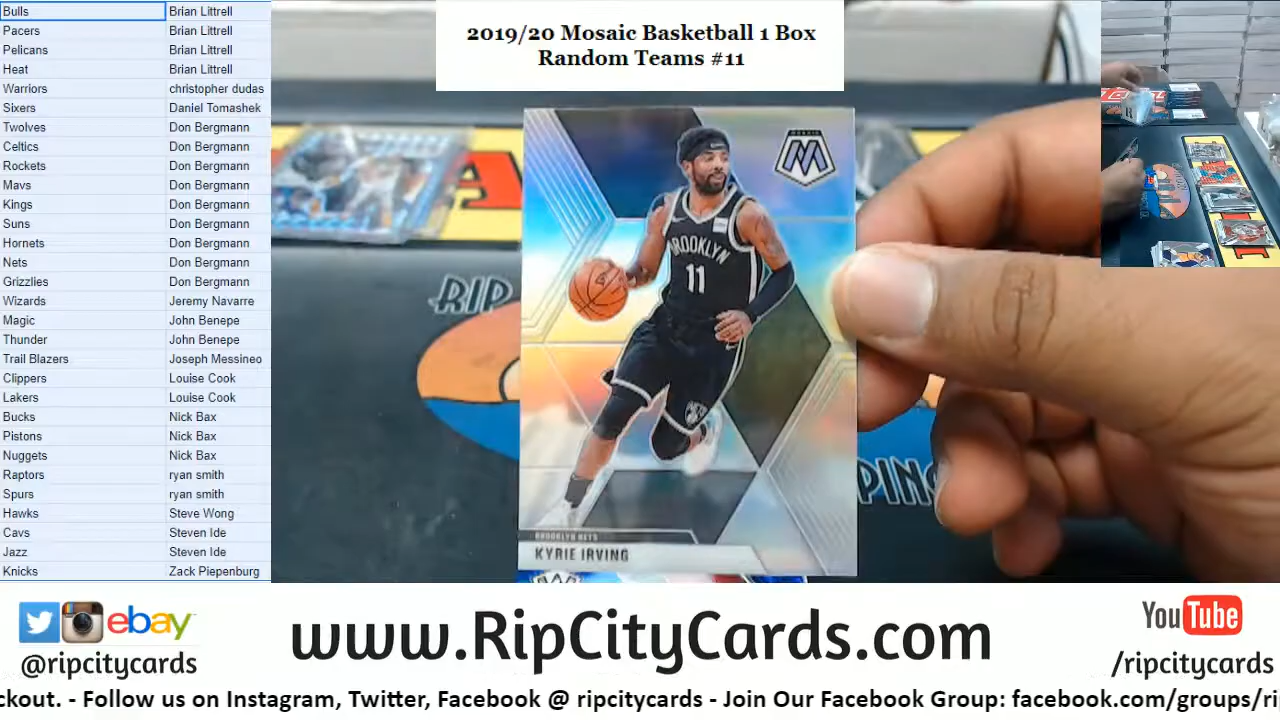 2019/20 Mosaic Basketball 1 Box
Random Teams #11
Bulls Brian Littrell
Pacers Brian Littrell
Pelicans Brian Littrell
Heat Brian Littrell
Warriors christopher dudas
Sixers Daniel Tomashek
Twolves Don Bergmann
Celtics Don Bergmann
Rockets Don Bergmann
Mavs Don Bergmann
Kings Don Bergmann
Suns Don Bergmann
Hornets Don Bergmann
Nets Don Bergmann
Grizzlies Don Bergmann
Wizards Jeremy Navarre
Magic John Benepe
Thunder John Benepe
Trail Blazers Joseph Messineo
Clippers Louise Cook
Lakers Louise Cook
Bucks Nick Bax
Pistons Nick Bax
Nuggets Nick Bax
Raptors ryan smith
Spurs ryan smith
Hawks Steve Wong
Cavs Steven Ide
Jazz Steven Ide
Knicks Zack Piepenburg
MOSAIC
M
BROOKLYN
11
BROOKLYN NETS
KYRIE IRVING
RIP
PIN
ebay
@ripcitycards
www.RipCityCards.com
YouTube
/ripcitycards
ckout. - Follow us on Instagram, Twitter, Facebook @ ripcitycards - Join Our Facebook Group: facebook.com/groups/ri